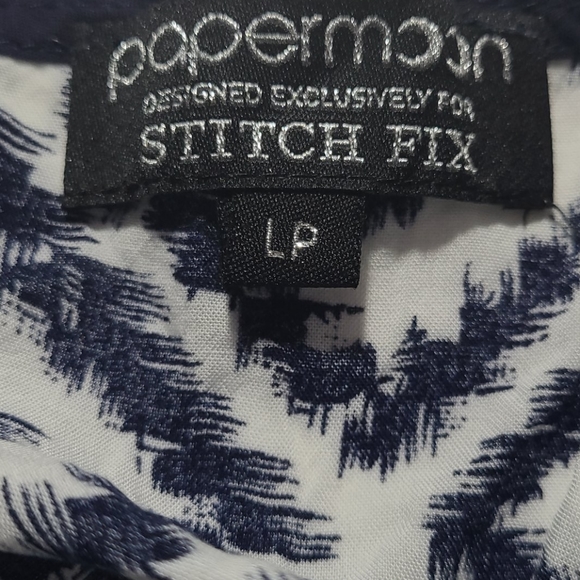 papermoon
DESIGNED EXCLUSIVELY FOR
STITCH FIX
LP